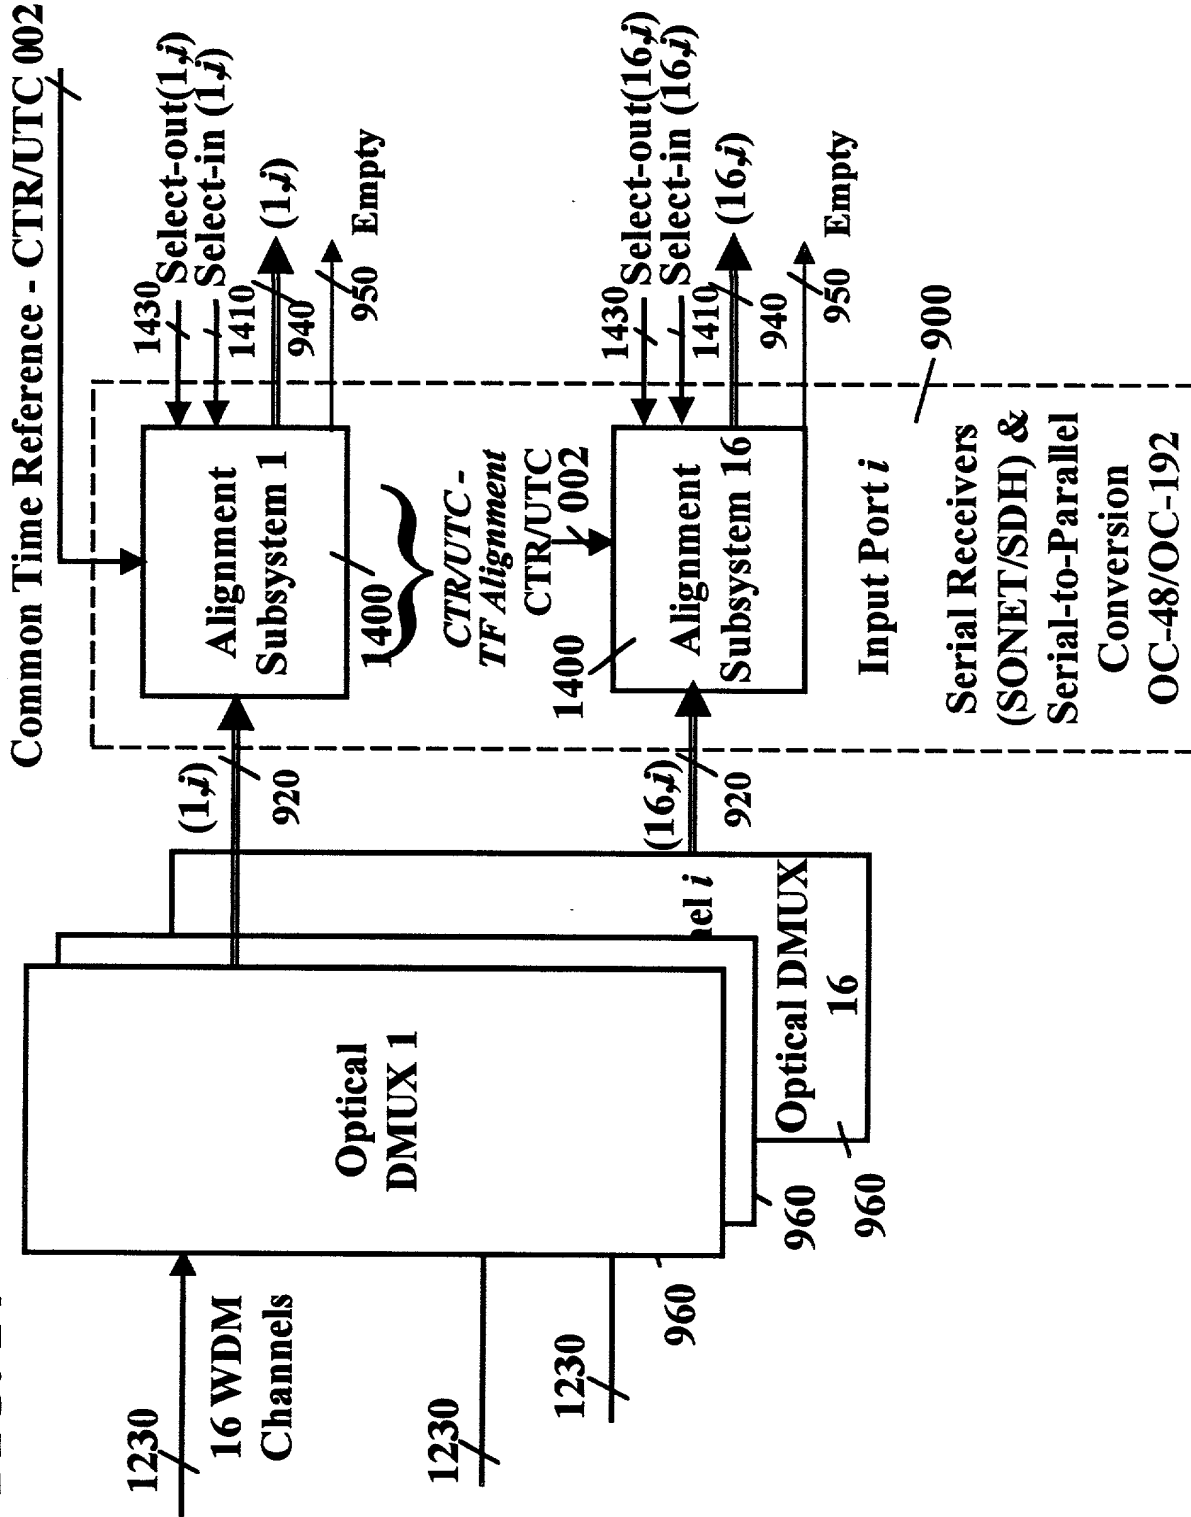 Common Time Reference - CTR/UTC 002
1430
Select-out(1,i)
Select-in (1,i)
1410
(1,i)
940
Empty
950
Alignment
Subsystem 1
1400
CTR/UTC -
TF Alignment
CTR/UTC
002
1430
Select-out(16,i)
Select-in (16,i)
1410
(16,i)
940
Empty
950
1400
Alignment
Subsystem 16
900
Input Port i
Serial Receivers
(SONET/SDH) &
Serial-to-Parallel
Conversion
OC-48/OC-192
(1,i)
920
(16,i)
920
nel i
Optical
DMUX 1
Optical DMUX
16
960
960
960
1230
16 WDM
Channels
1230
1230